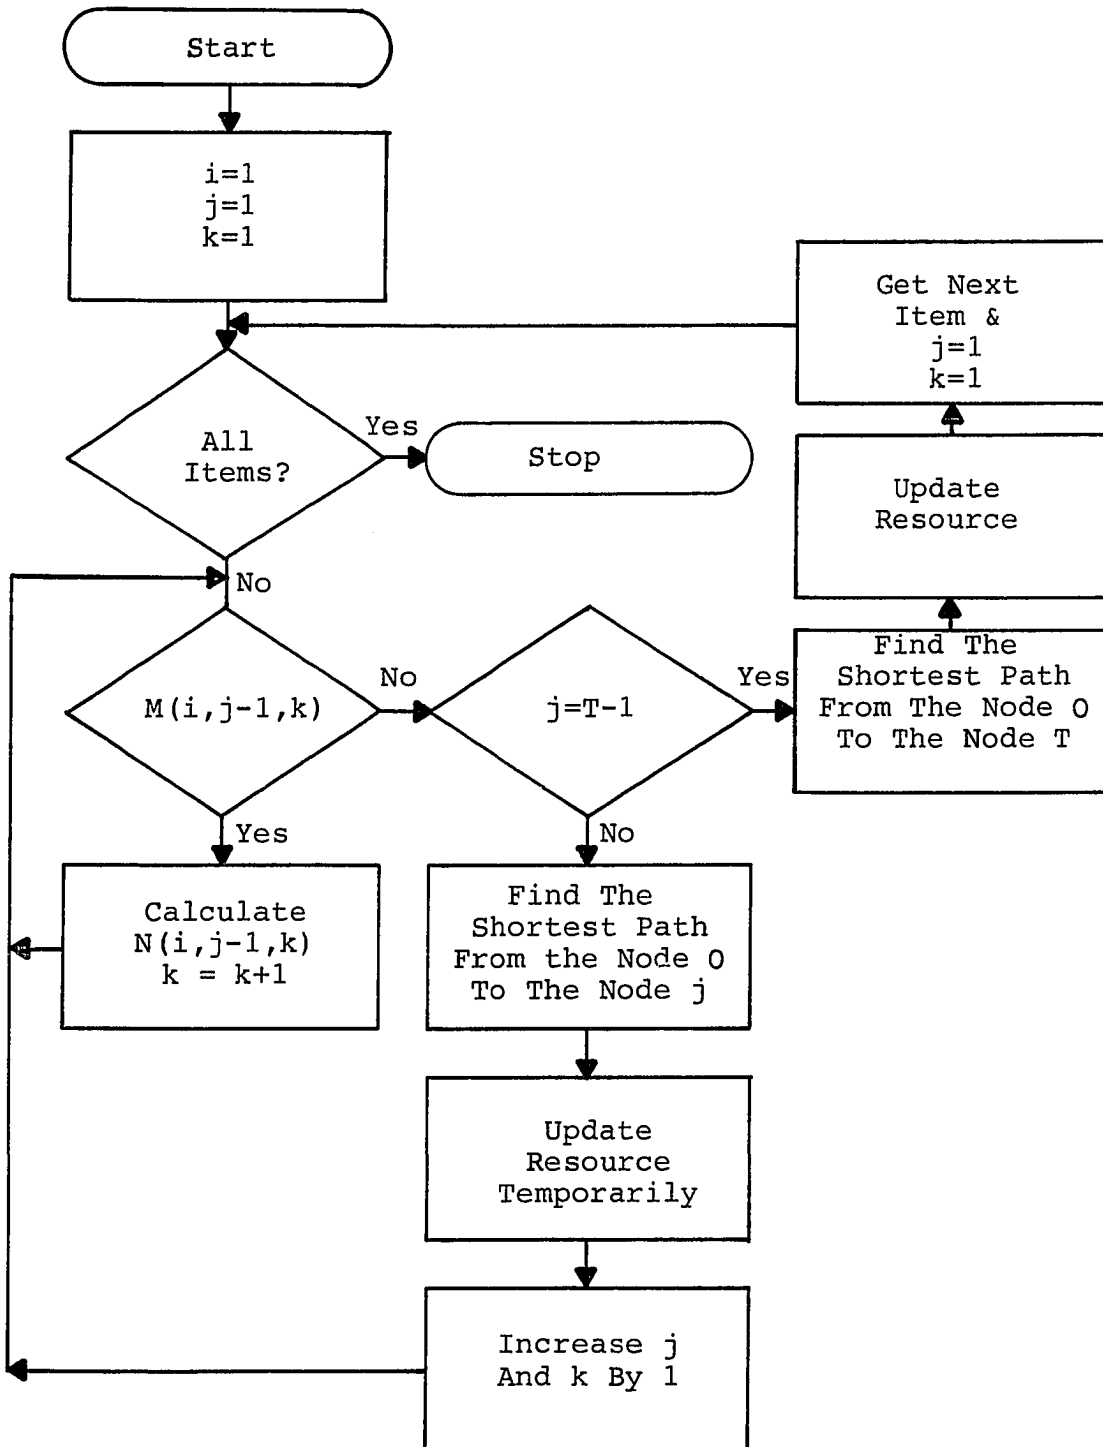 Start
i=1
j=1
k=1
Get Next
Item &
j=1
k=1
All
Items?
Yes
Stop
Update
Resource
No
M(i,j-1,k)
No
j=T-1
Yes
Find The
Shortest Path
From The Node 0
To The Node T
Yes
No
Calculate
N(i,j-1,k)
k = k+1
Find The
Shortest Path
From the Node 0
To The Node j
Update
Resource
Temporarily
Increase j
And k By 1